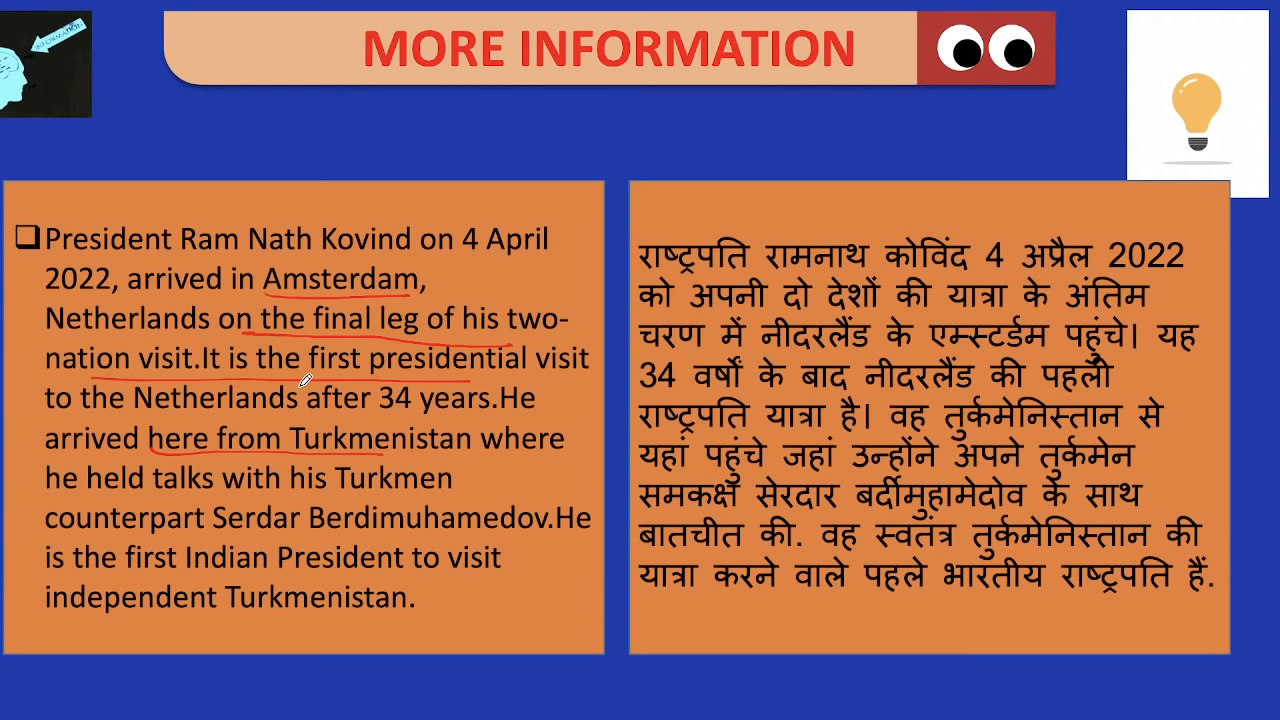 INFORMATION
MORE INFORMATION
❑President Ram Nath Kovind on 4 April
2022, arrived in Amsterdam,
Netherlands on the final leg of his two-
nation visit.It is the first presidential visit
to the Netherlands after 34 years.He
arrived here from Turkmenistan where
he held talks with his Turkmen
counterpart Serdar Berdimuhamedov.He
is the first Indian President to visit
independent Turkmenistan.
राष्ट्रपति रामनाथ कोविंद 4 अप्रैल 2022
को अपनी दो देशों की यात्रा के अंतिम
चरण में नीदरलैंड के एम्स्टर्डम पहुंचे। यह
34 वर्षों के बाद नीदरलैंड की पहली
राष्ट्रपति यात्रा है। वह तुर्कमेनिस्तान से
यहां पहुंचे जहां उन्होंने अपने तुर्कमेन
समकक्ष सेरदार बर्दीमुहामेदोव के साथ
बातचीत की. वह स्वतंत्र तुर्कमेनिस्तान की
यात्रा करने वाले पहले भारतीय राष्ट्रपति हैं.